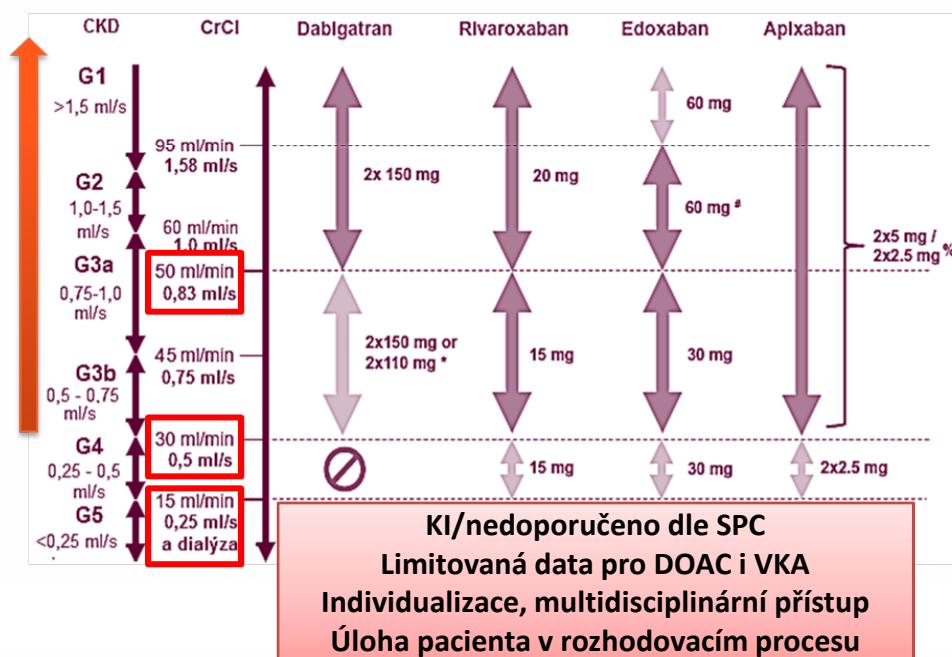 CKD CrCl Dabigatran Rivaroxaban Edoxaban Apixaban
G1
>1,5 ml/s
60 mg
95 ml/min
1,58 ml/s
G2
1,0-1,5
ml/s
2x 150 mg
20 mg
60 mg #
60 ml/min
1,0 ml/s
G3a
0,75-1,0
ml/s
50 ml/min
0,83 ml/s
2x5 mg /
2x2.5 mg %
2x150 mg or
2x110 mg *
15 mg
30 mg
45 ml/min
0,75 ml/s
G3b
0,5 - 0,75
ml/s
30 ml/min
0,5 ml/s
G4
0,25 - 0,5
ml/s
15 mg
30 mg
2x2.5 mg
15 ml/min
0,25 ml/s
a dialýza
G5
<0,25 ml/s
KI/nedoporučeno dle SPC
Limitovaná data pro DOAC i VKA
Individualizace, multidisciplinární přístup
Úloha pacienta v rozhodovacím procesu